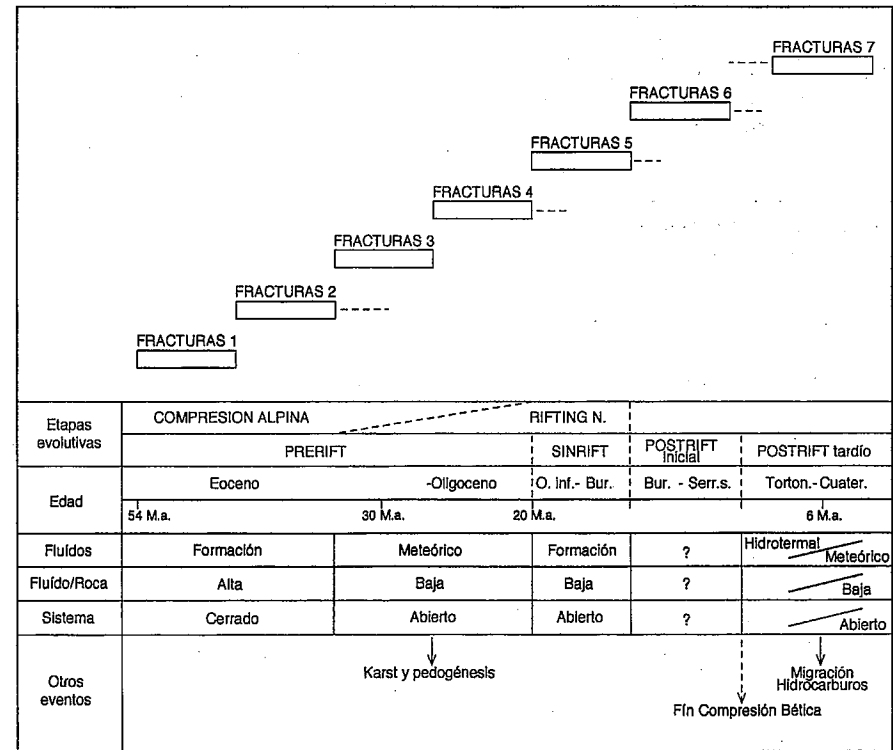 FRACTURAS 7
FRACTURAS 6
FRACTURAS 5
FRACTURAS 4
FRACTURAS 3
FRACTURAS 2
FRACTURAS 1
Etapas evolutivas
COMPRESION ALPINA
RIFTING N.
PRERIFT
SINRIFT
POSTRIFT
Inicial
POSTRIFT tardío
Edad
Eoceno
-Oligoceno
O. Inf.- Bur.
Bur. - Serr.s.
Torton.-Cuater.
54 M.a.
30 M.a.
20 M.a.
6 M.a.
Fluídos
Formación
Meteórico
Formación
?
Hidrotermal
Meteórico
Fluído/Roca
Alta
Baja
Baja
?
Baja
Sistema
Cerrado
Abierto
Abierto
?
Abierto
Otros
eventos
Karst y pedogénesis
Migración
Hidrocarburos
Fín Compresión Bética